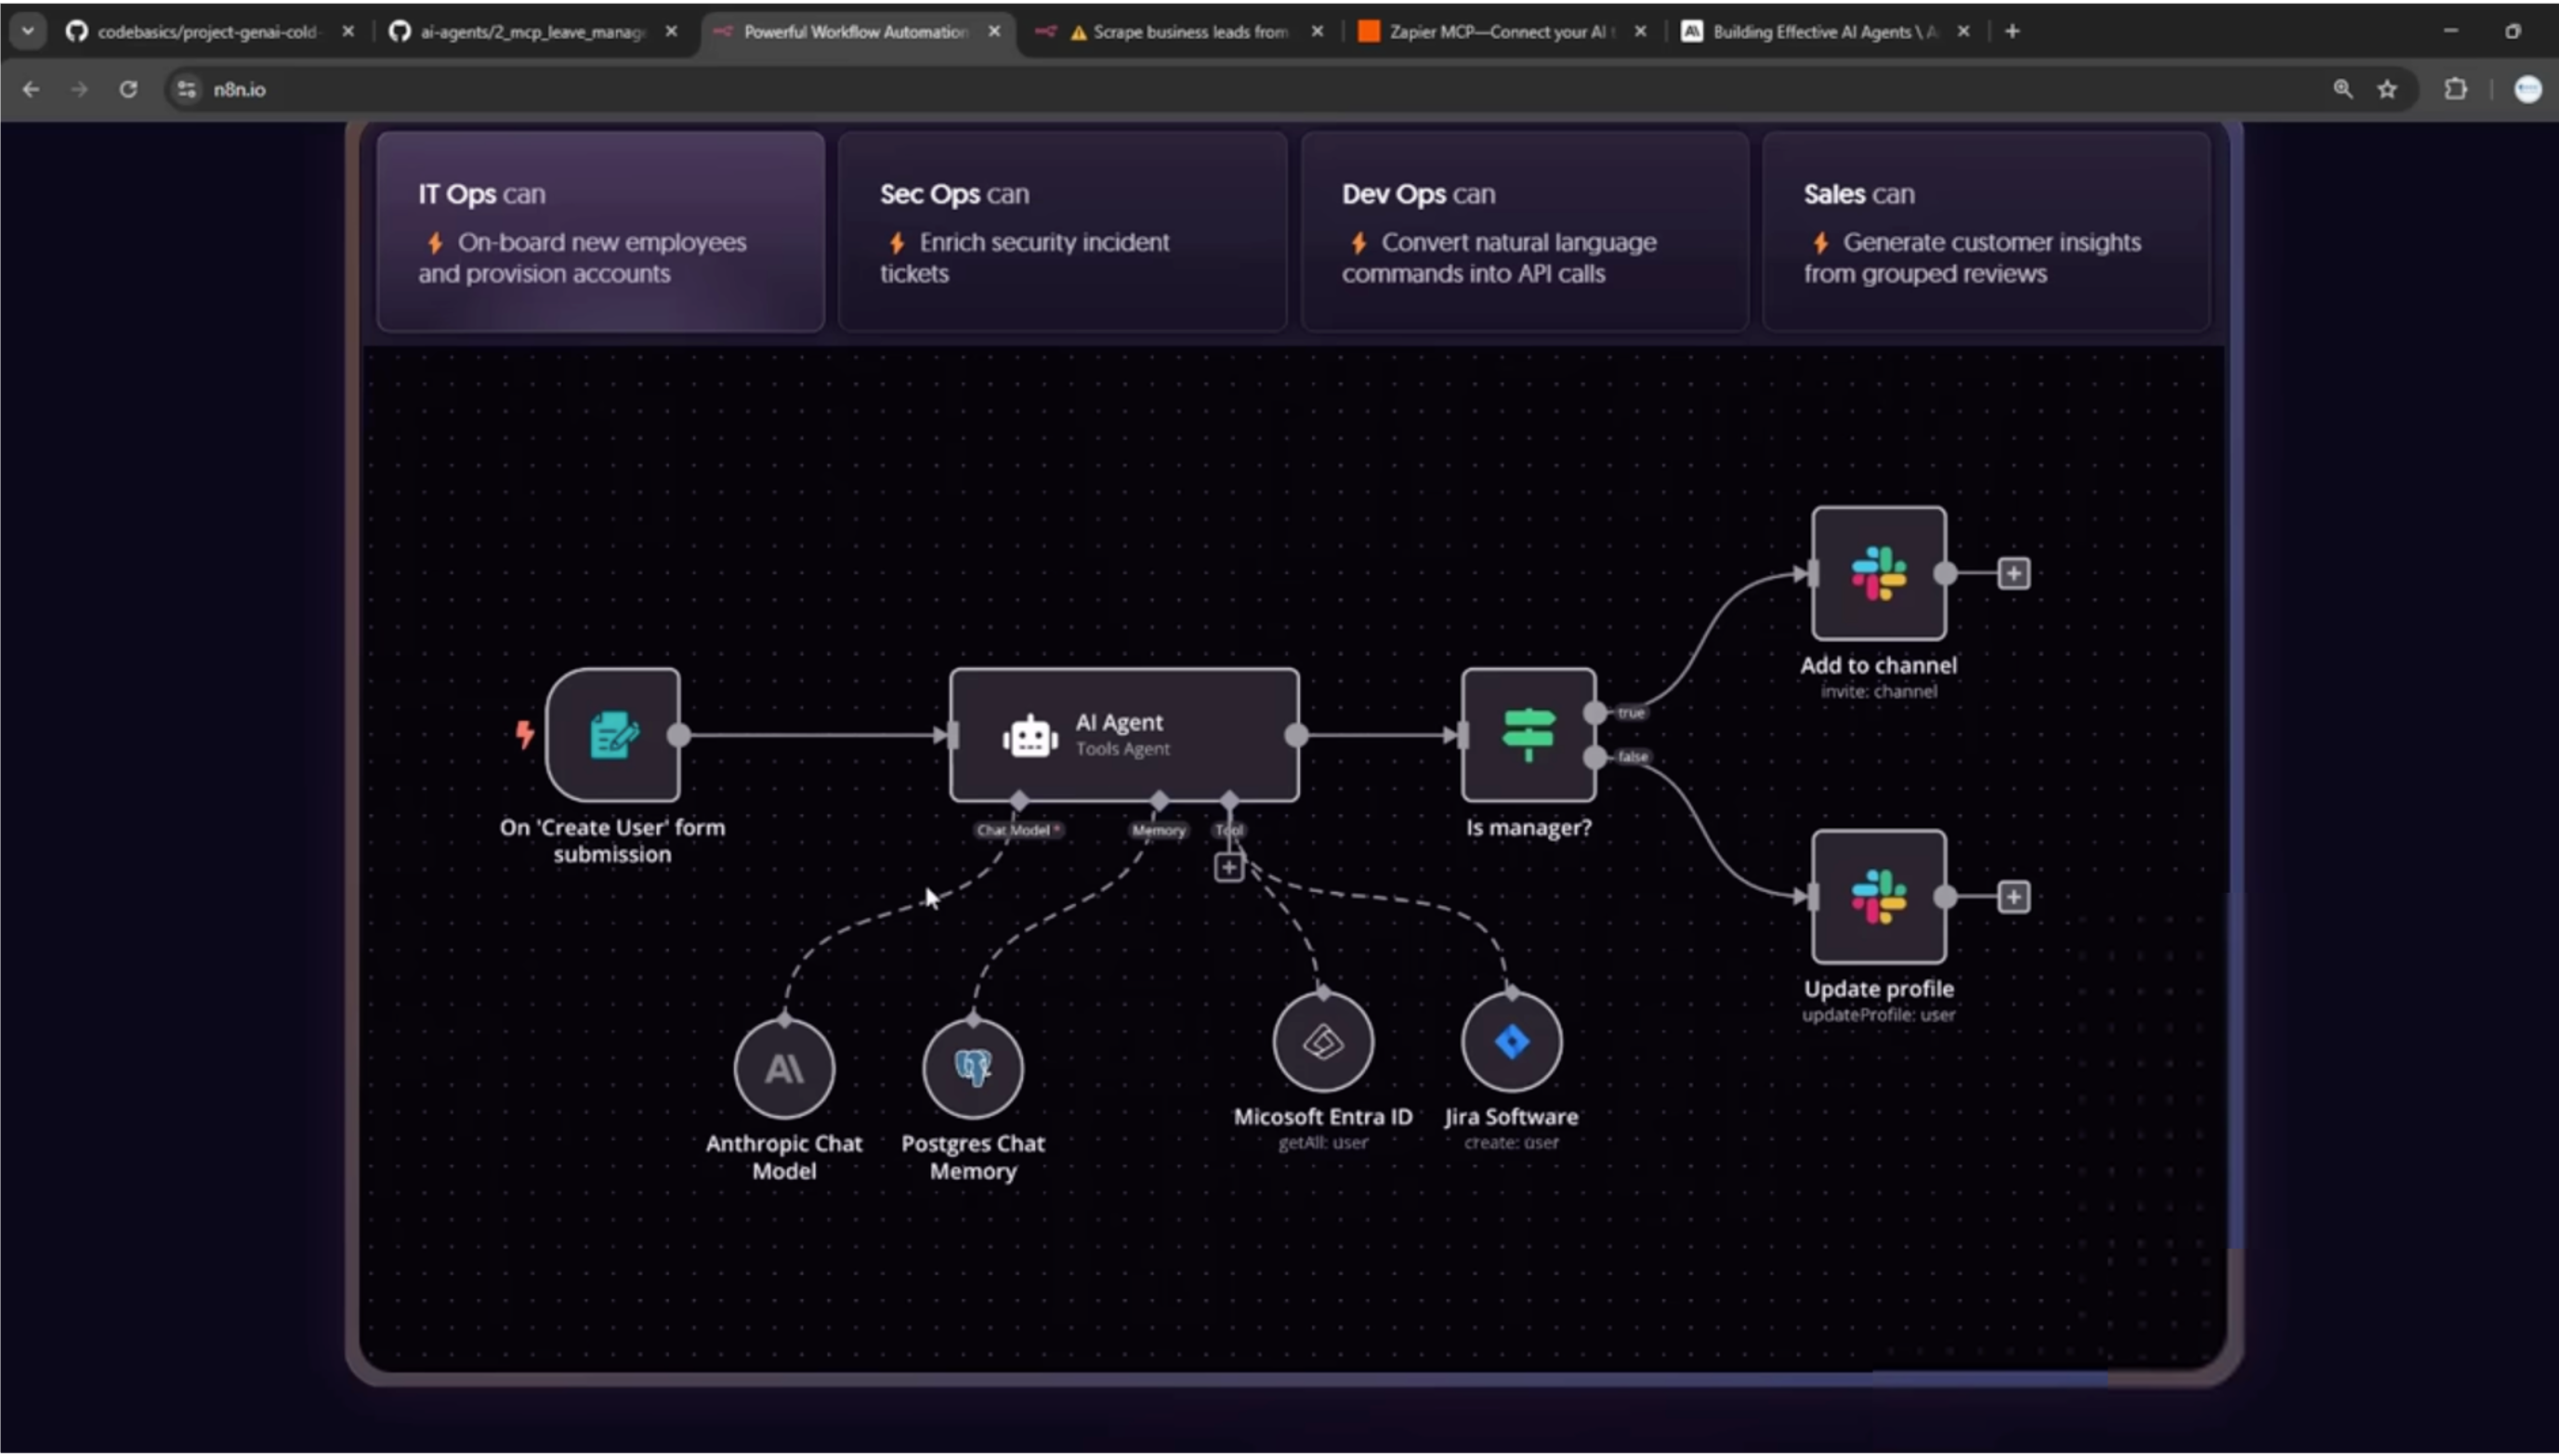 codebasics/project-genai-cold-
ai-agents/2_mcp_leave_manag
Powerful Workflow Automation
Scrape business leads from
Zapier MCP—Connect your AI
Building Effective AI Agents \ A
n8n.io
IT Ops can
On-board new employees
and provision accounts
Sec Ops can
Enrich security incident
tickets
Dev Ops can
Convert natural language
commands into API calls
Sales can
Generate customer insights
from grouped reviews
Add to channel
invite: channel
AI Agent
Tools Agent
true
false
On 'Create User' form
submission
Chat Model *
Memory
Tool
Is manager?
Update profile
updateProfile: user
Anthropic Chat
Model
Postgres Chat
Memory
Micosoft Entra ID
getAll: user
Jira Software
create: user